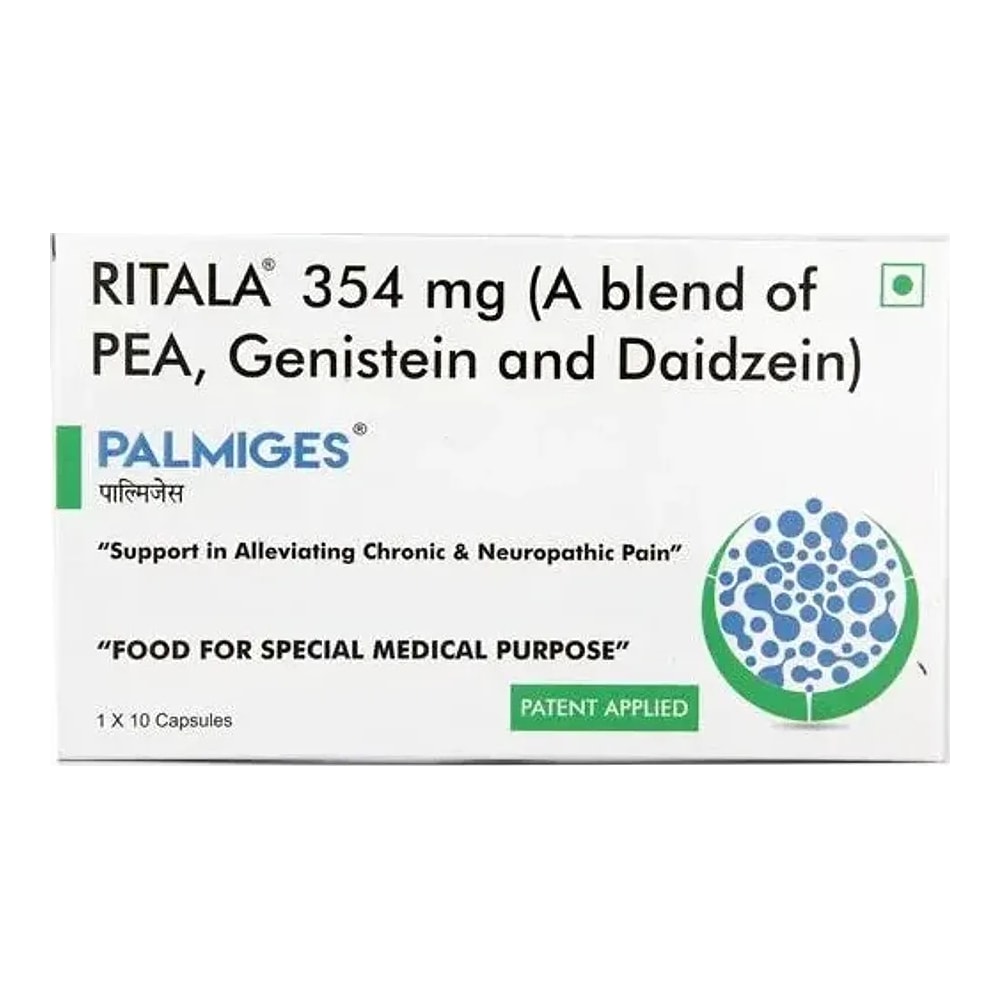 RITALA® 354 mg (A blend of
PEA, Genistein and Daidzein)
PALMIGES®
पाल्मिजेस
“Support in Alleviating Chronic & Neuropathic Pain”
“FOOD FOR SPECIAL MEDICAL PURPOSE”
PATENT APPLIED
1 X 10 Capsules